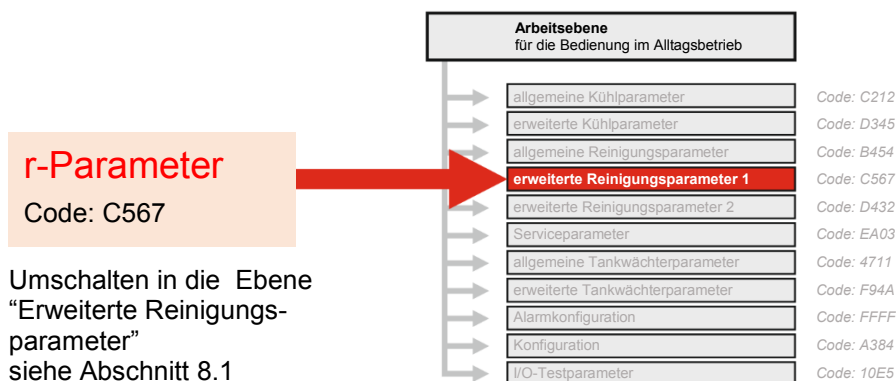 Arbeitsebene
für die Bedienung im Alltagsbetrieb
allgemeine Kühlparameter Code: C212
erweiterte Kühlparameter Code: D345
allgemeine Reinigungsparameter Code: B454
erweiterte Reinigungsparameter 1 Code: C567
erweiterte Reinigungsparameter 2 Code: D432
Serviceparameter Code: EA03
allgemeine Tankwächterparameter Code: 4711
erweiterte Tankwächterparameter Code: F94A
Alarmkonfiguration Code: FFFF
Konfiguration Code: A384
I/O-Testparameter Code: 10E5
r-Parameter
Code: C567
Umschalten in die Ebene
“Erweiterte Reinigungs-
parameter”
siehe Abschnitt 8.1